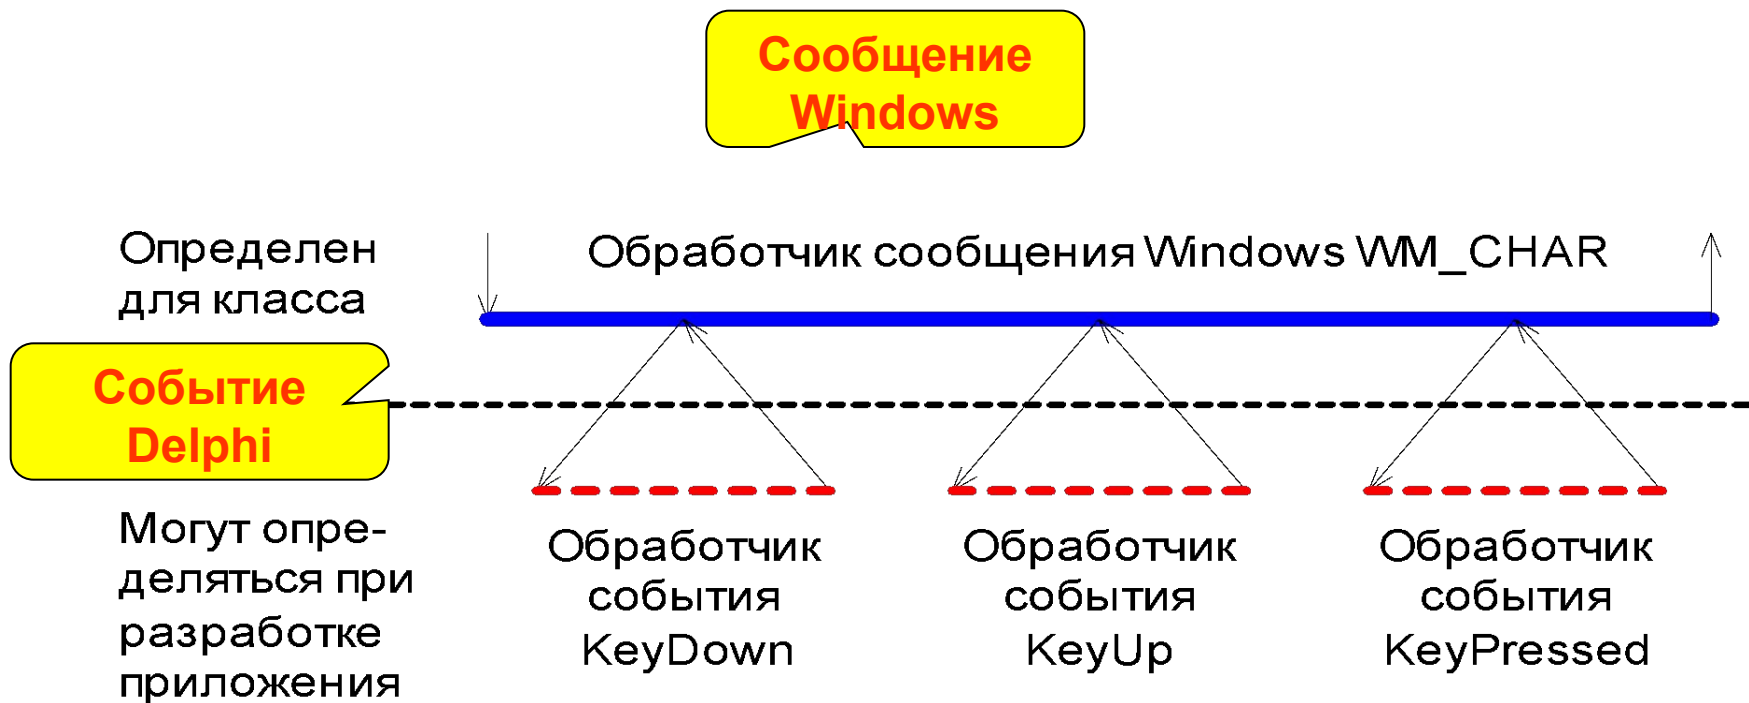 Сообщение
Windows
Определен
для класса
Обработчик сообщения Windows WM_CHAR
Событие
Delphi
Могут опре-
деляться при
разработке
приложения
Обработчик
события
KeyDown
Обработчик
события
KeyUp
Обработчик
события
KeyPressed